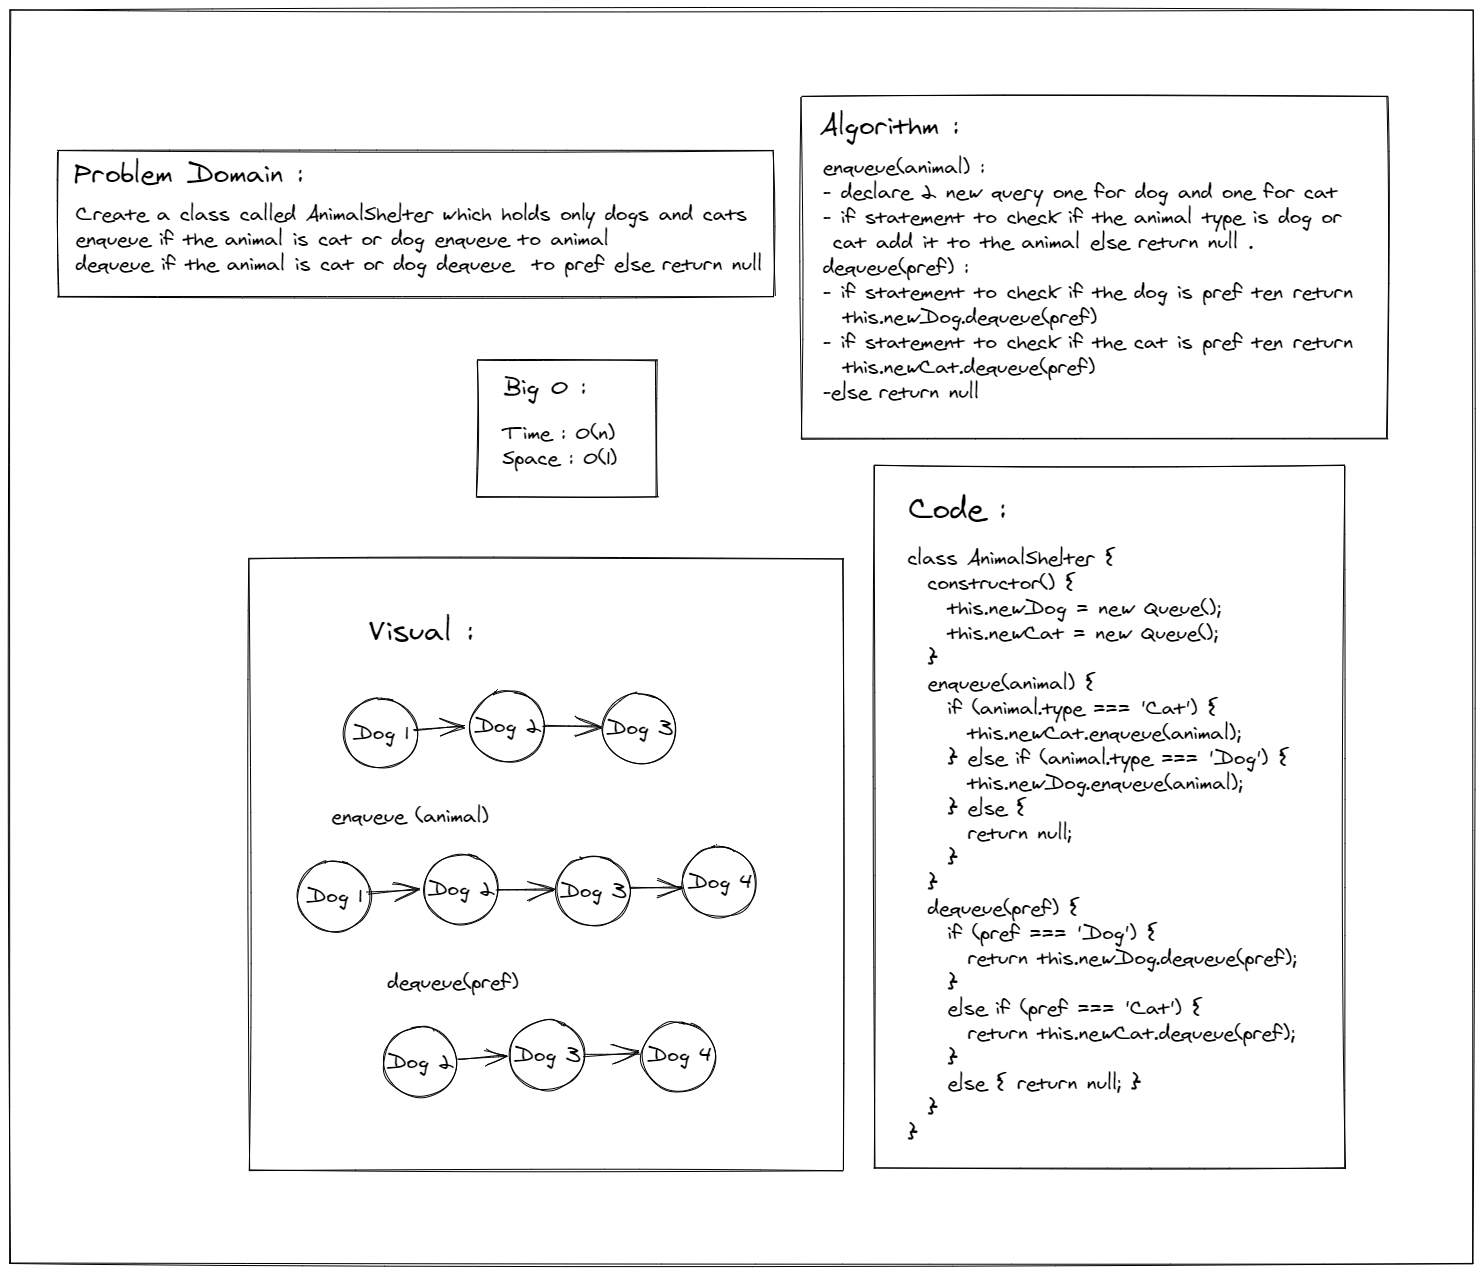 Problem Domain :
Create a class called AnimalShelter which holds only dogs and cats
enqueue if the animal is cat or dog enqueue to animal
dequeue if the animal is cat or dog dequeue  to pref else return null
Algorithm :
enqueue(animal) :
- declare 2 new query one for dog and one for cat
- if statement to check if the animal type is dog or
cat add it to the animal else return null .
dequeue(pref) :
- if statement to check if the dog is pref ten return
this.newDog.dequeue(pref)
- if statement to check if the cat is pref ten return
this.newCat.dequeue(pref)
-else return null
Big O :
Time : O(n)
Space : O(1)
Visual :
Dog 1
Dog 2
Dog 3
enqueue (animal)
Dog 1
Dog 2
Dog 3
Dog 4
dequeue(pref)
Dog 2
Dog 3
Dog 4
Code :
class AnimalShelter {
constructor() {
this.newDog = new Queue();
this.newCat = new Queue();
}
enqueue(animal) {
if (animal.type === 'Cat') {
this.newCat.enqueue(animal);
} else if (animal.type === 'Dog') {
this.newDog.enqueue(animal);
} else {
return null;
}
}
dequeue(pref) {
if (pref === 'Dog') {
return this.newDog.dequeue(pref);
}
else if (pref === 'Cat') {
return this.newCat.dequeue(pref);
}
else { return null; }
}
}